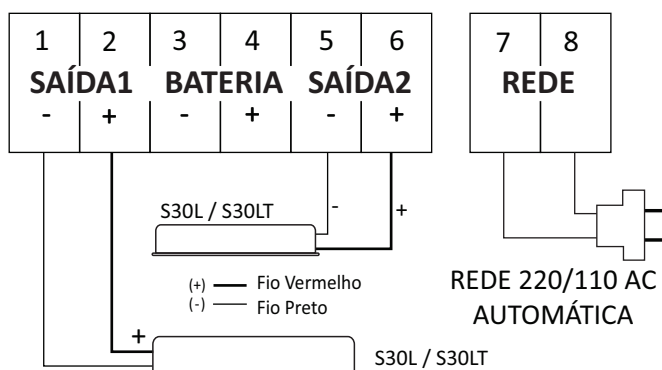 1 2 3 4 5 6 7 8
SAÍDA1 BATERIA SAÍDA2 REDE
- + - + - +
- +
S30L / S30LT
(+) Fio Vermelho
(-) Fio Preto
REDE 220/110 AC
AUTOMÁTICA
+
S30L / S30LT